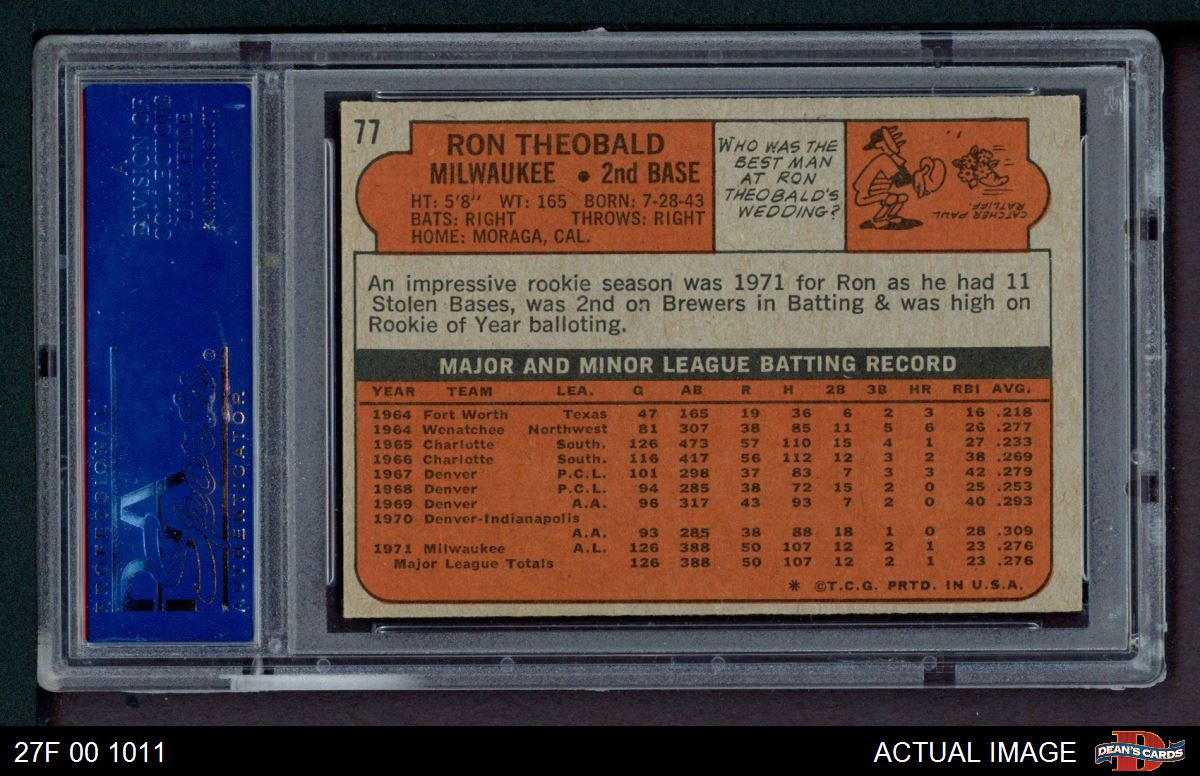 A
DIVISION OF
COLLECTORS
UNIVERSE
NASDAQ: CLCT
PROFESSIONAL
PSA
Sports
®
AUTHENTICATOR
77
RON THEOBALD
MILWAUKEE • 2nd BASE
HT: 5'8" WT: 165 BORN: 7-28-43
BATS: RIGHT THROWS: RIGHT
HOME: MORAGA, CAL.
WHO WAS THE
BEST MAN
AT RON
THEOBALD'S
WEDDING?
CATCHER PAUL
RATLIFF.
An impressive rookie season was 1971 for Ron as he had 11
Stolen Bases, was 2nd on Brewers in Batting & was high on
Rookie of Year balloting.
MAJOR AND MINOR LEAGUE BATTING RECORD
YEAR TEAM LEA. G AB R H 2B 3B HR RBI AVG.
1964 Fort Worth Texas 47 165 19 36 6 2 3 16 .218
1964 Wenatchee Northwest 81 307 38 85 11 5 6 26 .277
1965 Charlotte South. 126 473 57 110 15 4 1 27 .233
1966 Charlotte South. 116 417 56 112 12 3 2 38 .269
1967 Denver P.C.L. 101 298 37 83 7 3 3 42 .279
1968 Denver P.C.L. 94 285 38 72 15 2 0 25 .253
1969 Denver A.A. 96 317 43 93 7 2 0 40 .293
1970 Denver-Indianapolis
A.A. 93 285 38 88 18 1 0 28 .309
1971 Milwaukee A.L. 126 388 50 107 12 2 1 23 .276
Major League Totals 126 388 50 107 12 2 1 23 .276
* ©T.C.G. PRTD. IN U.S.A.
27F 00 1011
ACTUAL IMAGE
DEAN'S CARDS